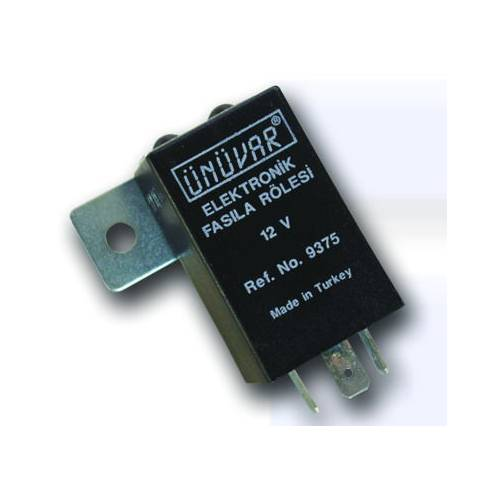 ÜNÜVAR®
ELEKTRONİK
FASILA RÖLESİ
12 V
Ref. No. 9375
Made in Turkey